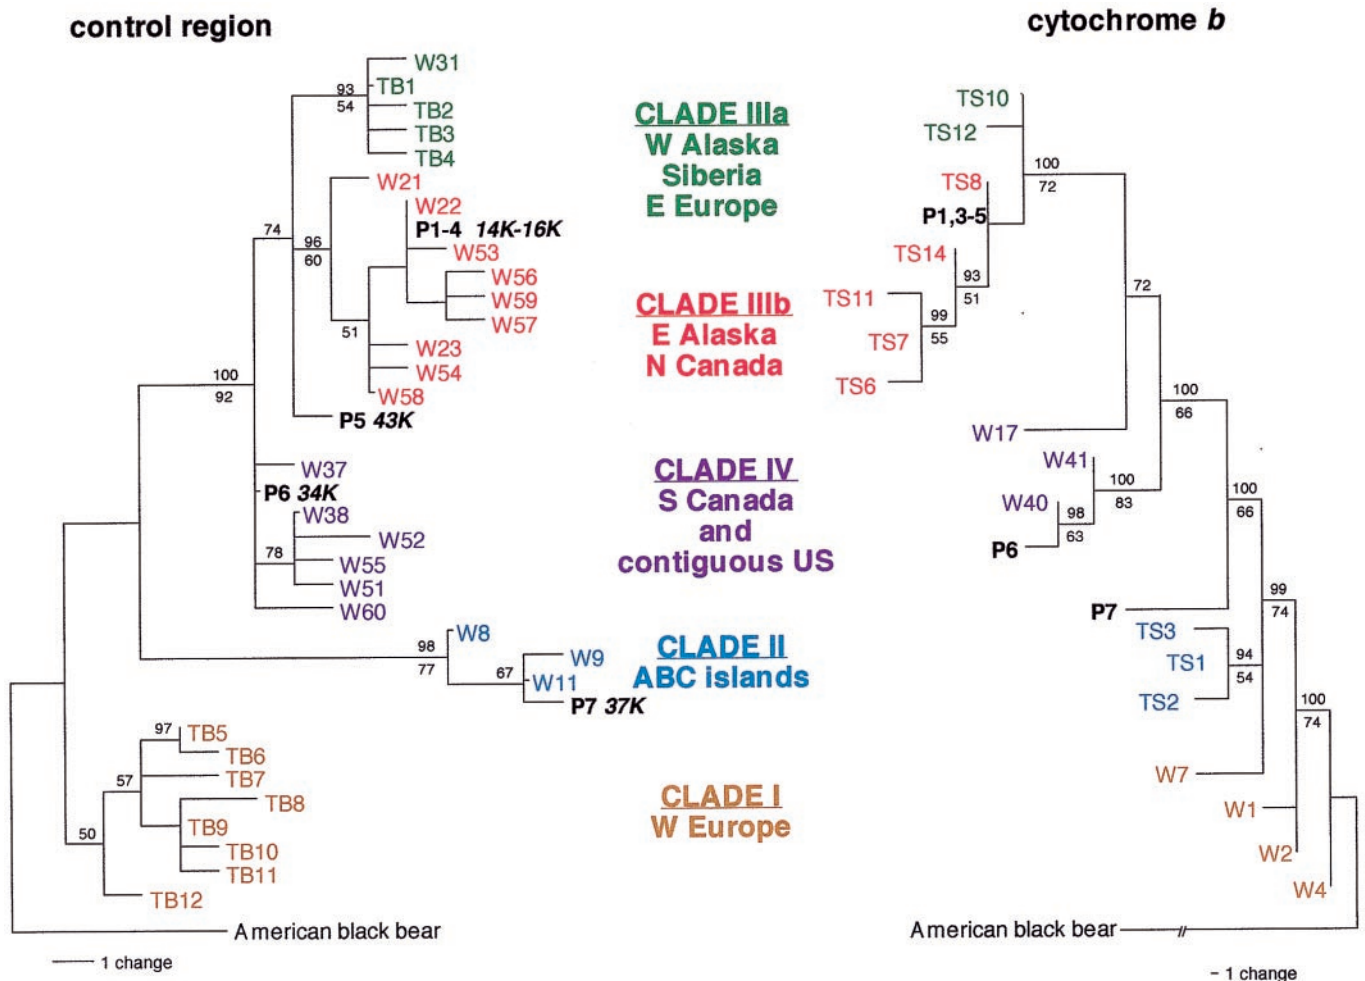 control region
cytochrome b
W31
TB1
TB2
TB3
TB4
93
54
W21
W22
P1-4 14K-16K
W53
W56
W59
W57
W23
W54
W58
P5 43K
74
96
60
51
100
92
W37
P6 34K
W38
W52
W55
W51
W60
78
W8
W9
W11
P7 37K
98
77
67
TB5
TB6
TB7
TB8
TB9
TB10
TB11
TB12
97
57
50
American black bear
1 change
CLADE IIIa
W Alaska
Siberia
E Europe
CLADE IIIb
E Alaska
N Canada
CLADE IV
S Canada
and
contiguous US
CLADE II
ABC islands
CLADE I
W Europe
TS10
TS12
TS8
P1,3-5
TS14
TS11
TS7
TS6
100
72
93
51
99
55
72
W17
W41
W40
P6
100
83
98
63
100
66
100
66
P7
TS3
TS1
TS2
94
54
99
74
W7
W1
W2
W4
100
74
American black bear
1 change